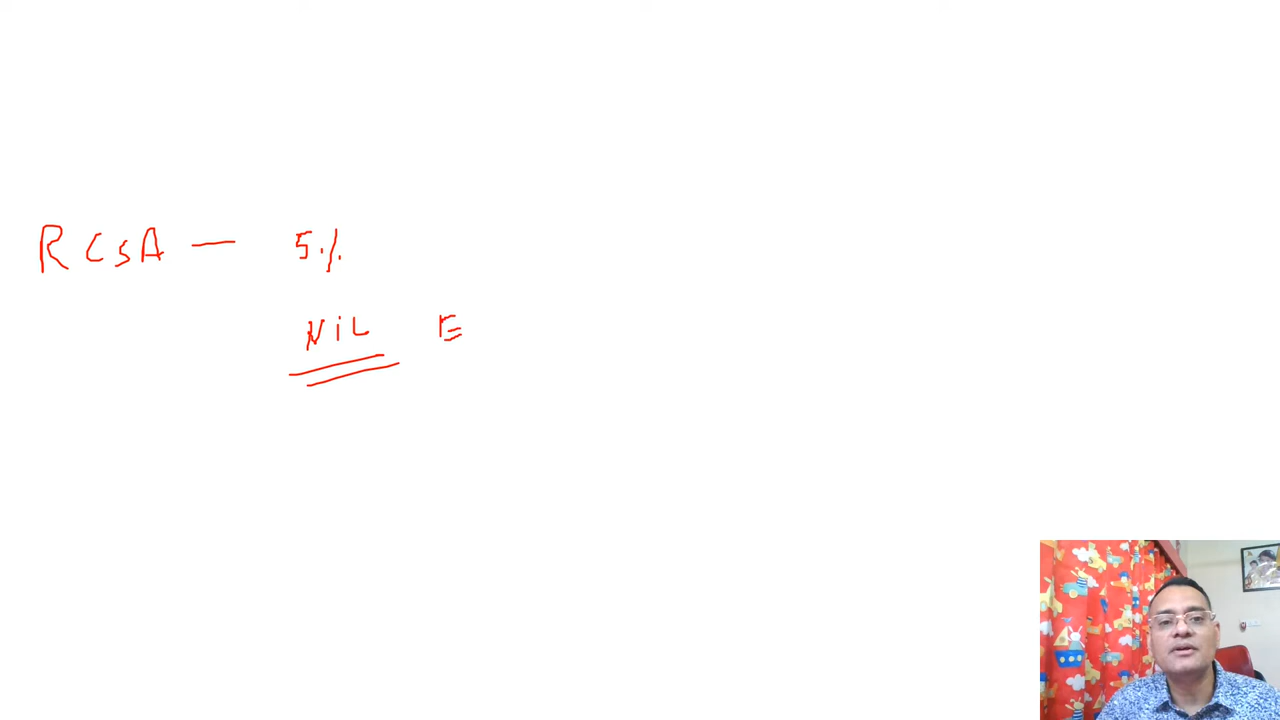 RCSA — 5%
NiL E